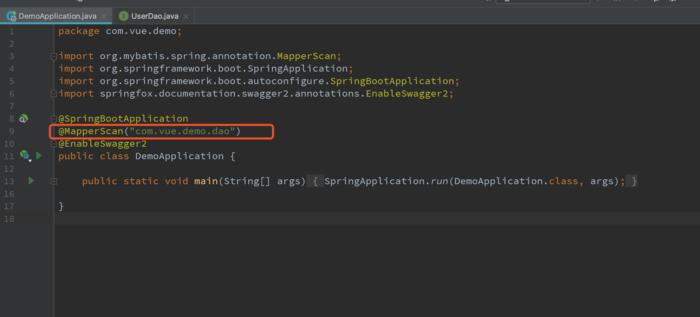 DemoApplication.java
UserDao.java
1 package com.vue.demo;
2
3 import org.mybatis.spring.annotation.MapperScan;
4 import org.springframework.boot.SpringApplication;
5 import org.springframework.boot.autoconfigure.SpringBootApplication;
6 import springfox.documentation.swagger2.annotations.EnableSwagger2;
7
8 @SpringBootApplication
9 @MapperScan("com.vue.demo.dao")
10 @EnableSwagger2
11 public class DemoApplication {
12
13 public static void main(String[] args) { SpringApplication.run(DemoApplication.class, args); }
16
17 }
18